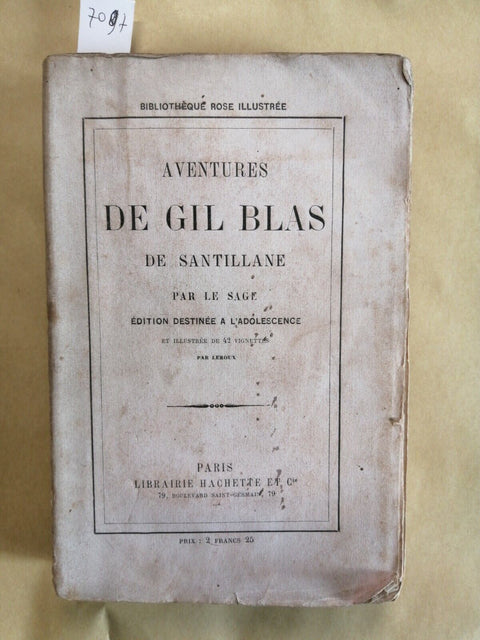 7097
BIBLIOTHÈQUE ROSE ILLUSTRÉE
AVENTURES
DE GIL BLAS
DE SANTILLANE
PAR LE SAGE
ÉDITION DESTINÉE A L'ADOLESCENCE
ET ILLUSTRÉE DE 42 VIGNETTES
PAR LEROUX
PARIS
LIBRAIRIE HACHETTE ET Cie
79, BOULEVARD SAINT-GERMAIN, 79
PRIX : 2 FRANCS 25